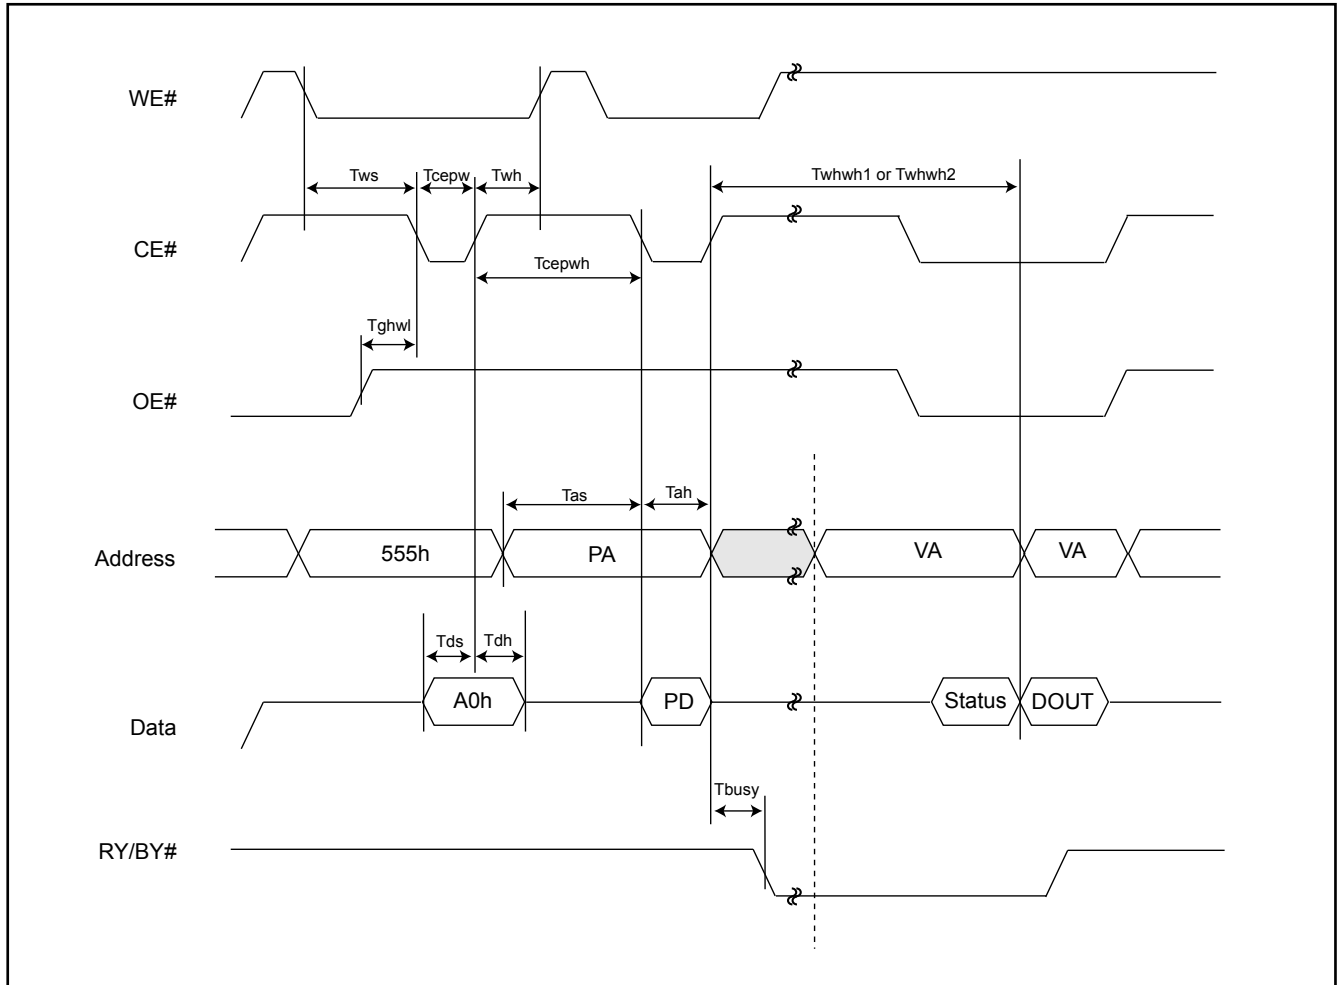 WE#
Tws Tcepw Twh Twhwh1 or Twhwh2
CE#
Tcepwh
Tghwl
OE#
Tas Tah
Address 555h PA VA VA
Tds Tdh
Data A0h PD Status DOUT
Tbusy
RY/BY#